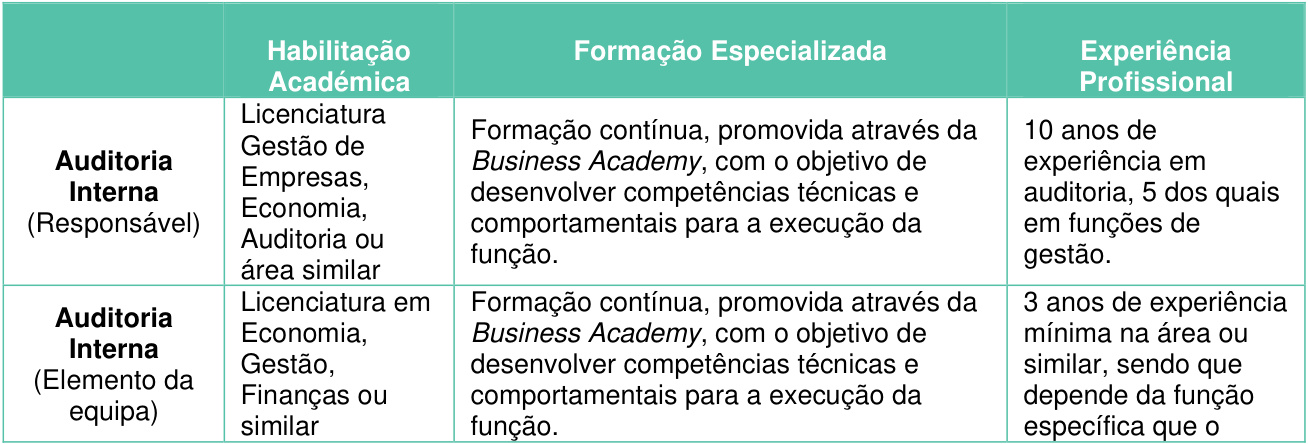 Habilitação
Académica
Formação Especializada
Experiência
Profissional
Auditoria
Interna
(Responsável)
Licenciatura
Gestão de
Empresas,
Economia,
Auditoria ou
área similar
Formação contínua, promovida através da
Business Academy, com o objetivo de
desenvolver competências técnicas e
comportamentais para a execução da
função.
10 anos de
experiência em
auditoria, 5 dos quais
em funções de
gestão.
Auditoria
Interna
(Elemento da
equipa)
Licenciatura em
Economia,
Gestão,
Finanças ou
similar
Formação contínua, promovida através da
Business Academy, com o objetivo de
desenvolver competências técnicas e
comportamentais para a execução da
função.
3 anos de experiência
mínima na área ou
similar, sendo que
depende da função
específica que o